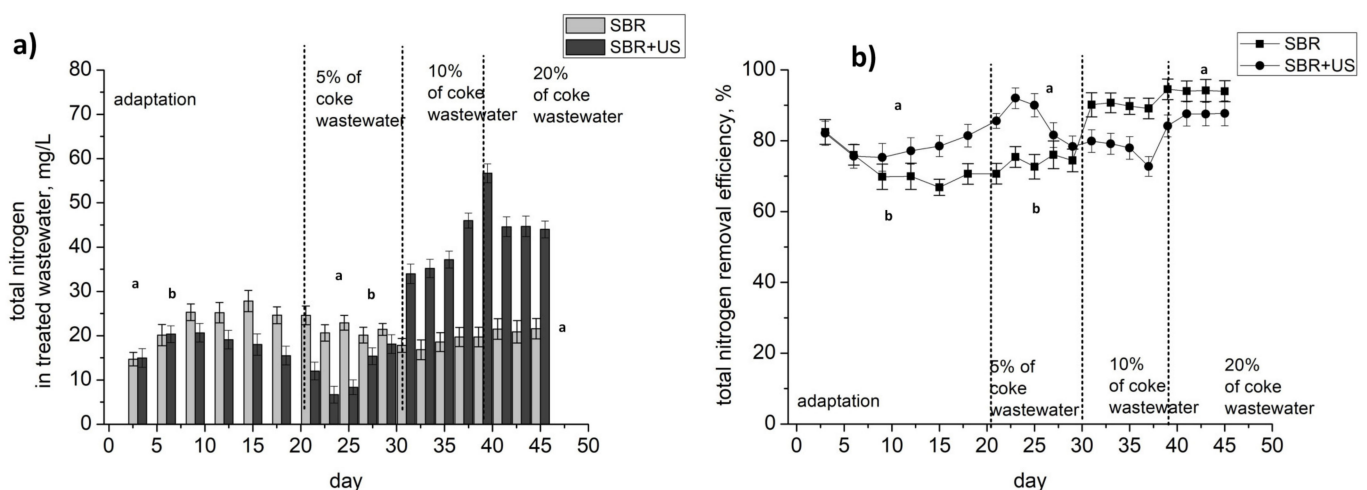 a)
SBR
SBR+US
total nitrogen
in treated wastewater, mg/L
80
70
60
50
40
30
20
10
0
adaptation
5% of
coke
wastewater
10%
of coke
wastewater
20%
of coke
wastewater
a
b
a
b
a
0
5
10
15
20
25
30
35
40
45
50
day
b)
SBR
SBR+US
total nitrogen removal efficiency, %
100
80
60
40
20
0
a
b
a
b
a
adaptation
5% of
coke
wastewater
10%
of coke
wastewater
20%
of coke
wastewater
0
5
10
15
20
25
30
35
40
45
50
day